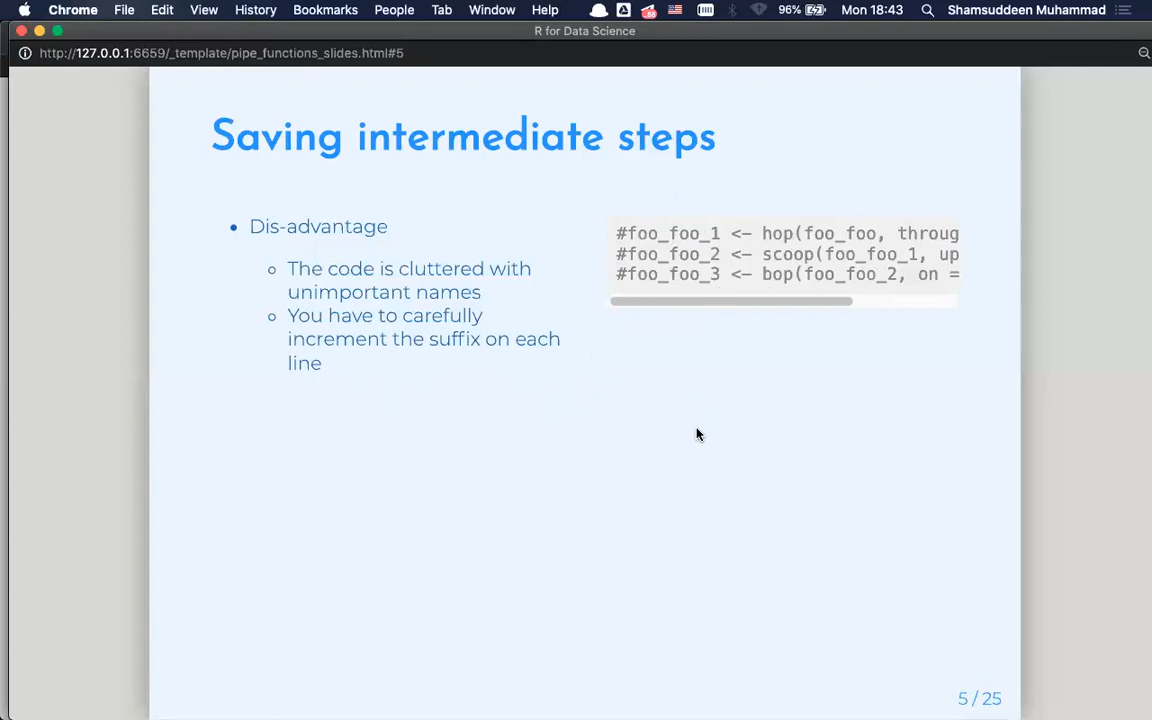 Chrome File Edit View History Bookmarks People Tab Window Help 96% Mon 18:43 Shamsuddeen Muhammad
R for Data Science
http://127.0.0.1:6659/_template/pipe_functions_slides.html#5
Saving intermediate steps
Dis-advantage
The code is cluttered with
unimportant names
You have to carefully
increment the suffix on each
line
#foo_foo_1 <- hop(foo_foo, throug
#foo_foo_2 <- scoop(foo_foo_1, up
#foo_foo_3 <- bop(foo_foo_2, on =
5 / 25